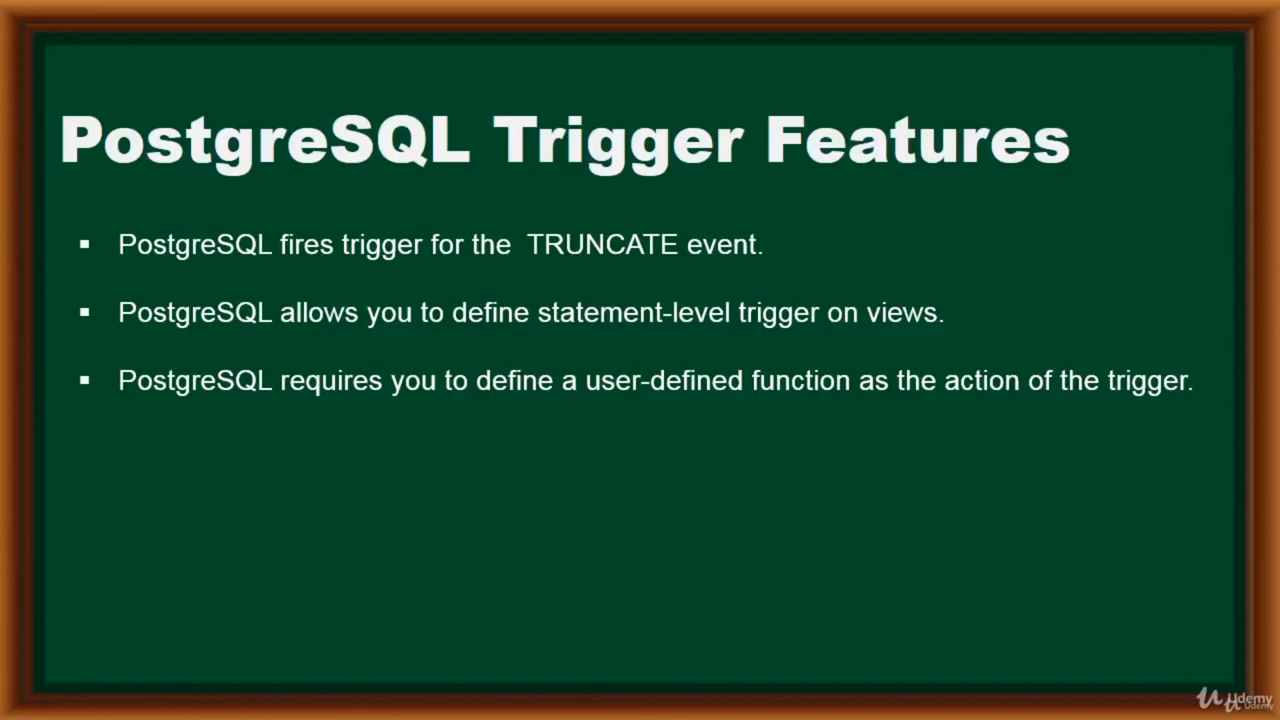 PostgreSQL Trigger Features
▪ PostgreSQL fires trigger for the  TRUNCATE event.
▪ PostgreSQL allows you to define statement-level trigger on views.
▪ PostgreSQL requires you to define a user-defined function as the action of the trigger.
Udemy
Udemy